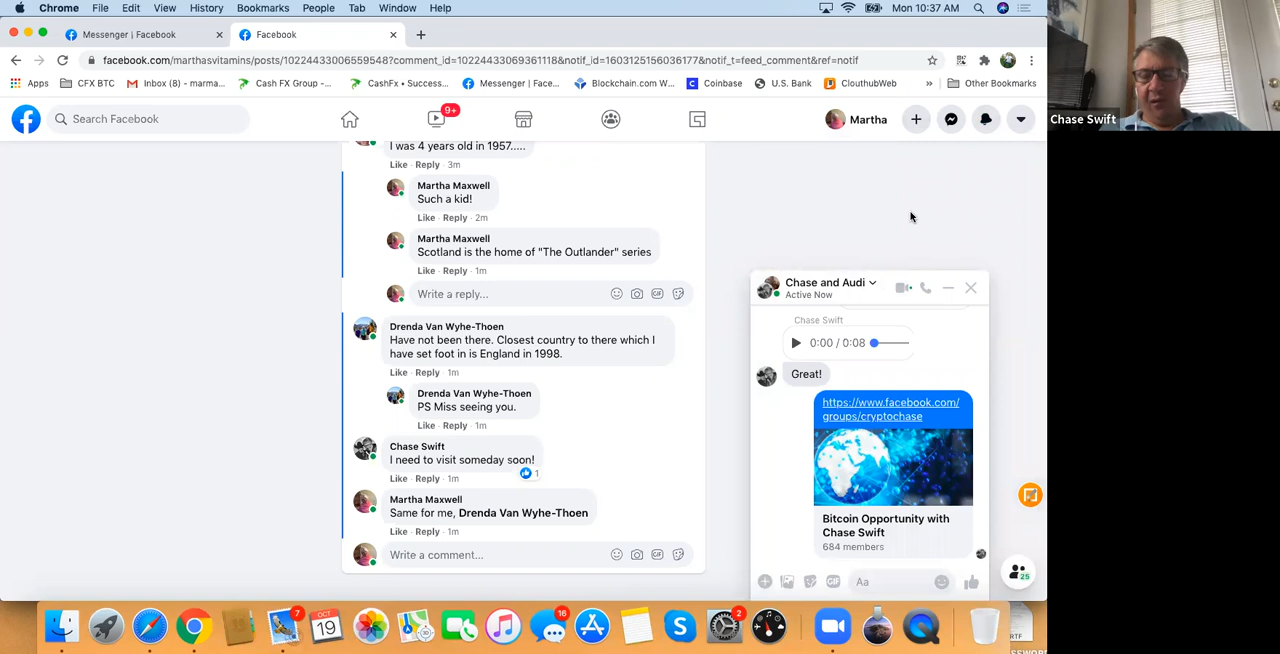 Chrome File Edit View History Bookmarks People Tab Window Help
Mon 10:37 AM
Messenger | Facebook
Facebook
facebook.com/marthasvitamins/posts/10224433006559548?comment_id=10224433069361118&notif_id=1603125156036177&notif_t=feed_comment&ref=notif
Apps
CFX BTC
Inbox (8) - marma...
Cash FX Group -...
CashFx • Success...
Messenger | Face...
Blockchain.com W...
Coinbase
U.S. Bank
ClouthubWeb
»
Other Bookmarks
Search Facebook
9+
Martha
Chase Swift
I was 4 years old in 1957.....
Like · Reply · 3m
Martha Maxwell
Such a kid!
Like · Reply · 2m
Martha Maxwell
Scotland is the home of "The Outlander" series
Like · Reply · 1m
Write a reply...
GIF
Drenda Van Wyhe-Thoen
Have not been there. Closest country to there which I
have set foot in is England in 1998.
Like · Reply · 1m
Drenda Van Wyhe-Thoen
PS Miss seeing you.
Like · Reply · 1m
Chase Swift
I need to visit someday soon!
1
Like · Reply · 1m
Martha Maxwell
Same for me, Drenda Van Wyhe-Thoen
Like · Reply · 1m
Write a comment...
GIF
Chase and Audi
Active Now
Chase Swift
0:00 / 0:08
Great!
https://www.facebook.com/
groups/cryptochase
Bitcoin Opportunity with
Chase Swift
684 members
GIF
Aa
25
7
OCT
19
16
2
RTF